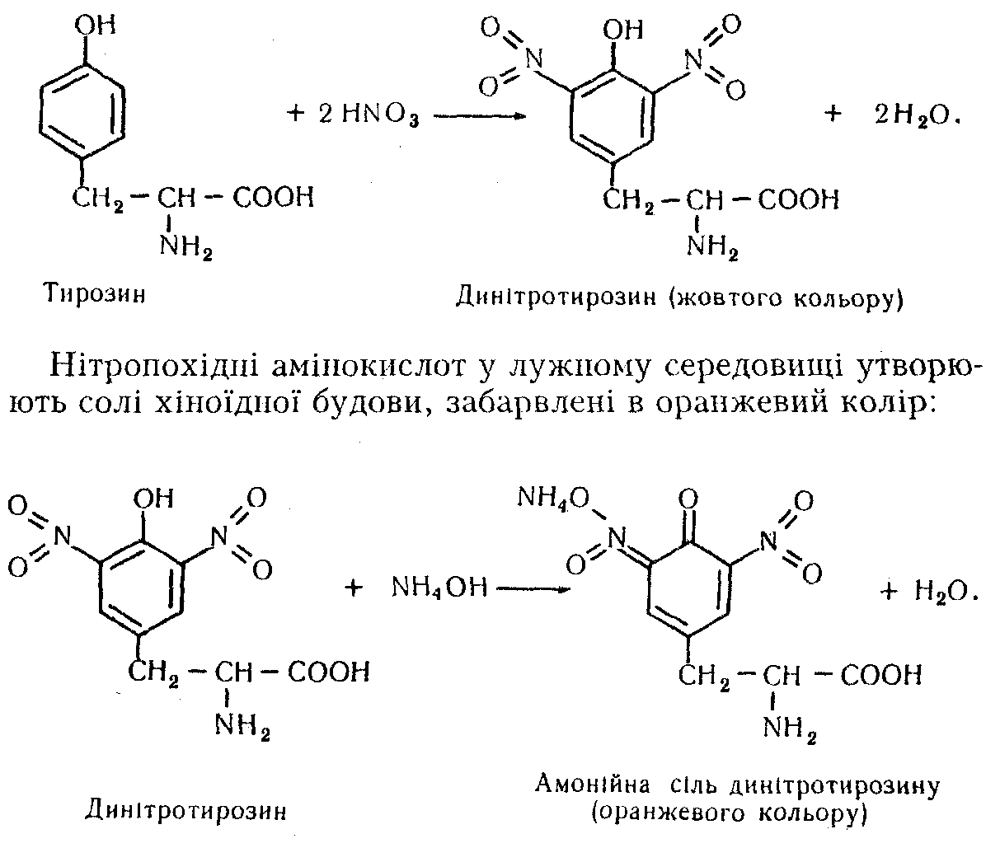 OH
O
N
O
OH
O
N
O
+ 2 HNO₃
+ 2H₂O.
CH₂ – CH – COOH
NH₂
CH₂ – CH – COOH
NH₂
Тирозин
Динітротирозин (жовтого кольору)
Нітропохідні амінокислот у лужному середовищі утворю-
ють солі хіноїдної будови, забарвлені в оранжевий колір:
O
N
O
OH
O
N
O
NH₄O
N
O
O
O
N
O
+ NH₄OH
+ H₂O.
CH₂ – CH – COOH
NH₂
CH₂ – CH – COOH
NH₂
Динітротирозин
Амонійна сіль динітротирозину
(оранжевого кольору)